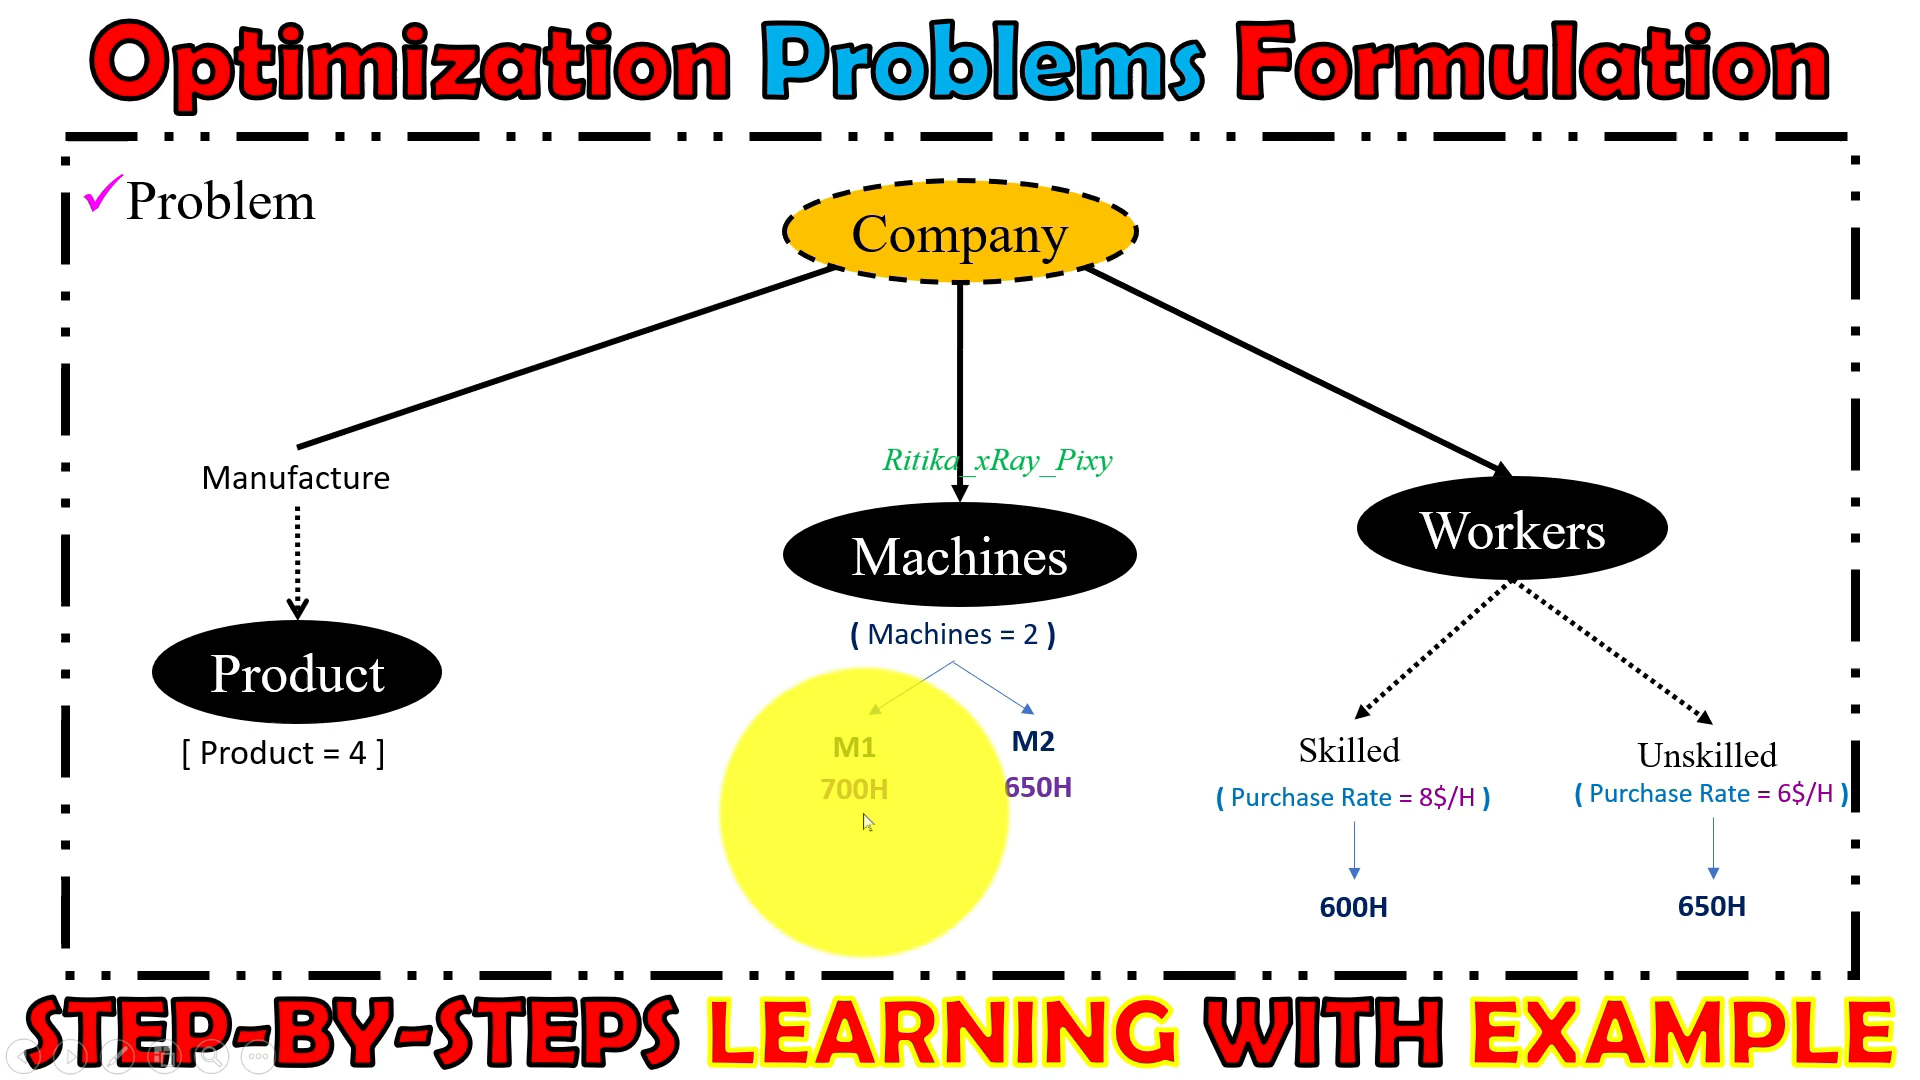 Optimization Problems Formulation
✓Problem
Company
Manufacture
Ritika_xRay_Pixy
Workers
Machines
( Machines = 2 )
Product
[ Product = 4 ]
M1
700H
M2
650H
Skilled
( Purchase Rate = 8$/H )
600H
Unskilled
( Purchase Rate = 6$/H )
650H
STEP-BY-STEPS LEARNING WITH EXAMPLE